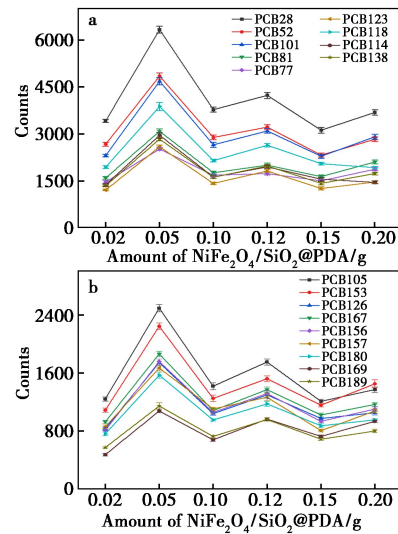 a
PCB28
PCB52
PCB101
PCB81
PCB77
PCB123
PCB118
PCB114
PCB138
6000
4500
3000
1500
0
Counts
0.02 0.05 0.10 0.12 0.15 0.20
Amount of NiFe₂O₄/SiO₂@PDA/g
b
PCB105
PCB153
PCB126
PCB167
PCB156
PCB157
PCB180
PCB169
PCB189
2400
1600
800
0
Counts
0.02 0.05 0.10 0.12 0.15 0.20
Amount of NiFe₂O₄/SiO₂@PDA/g